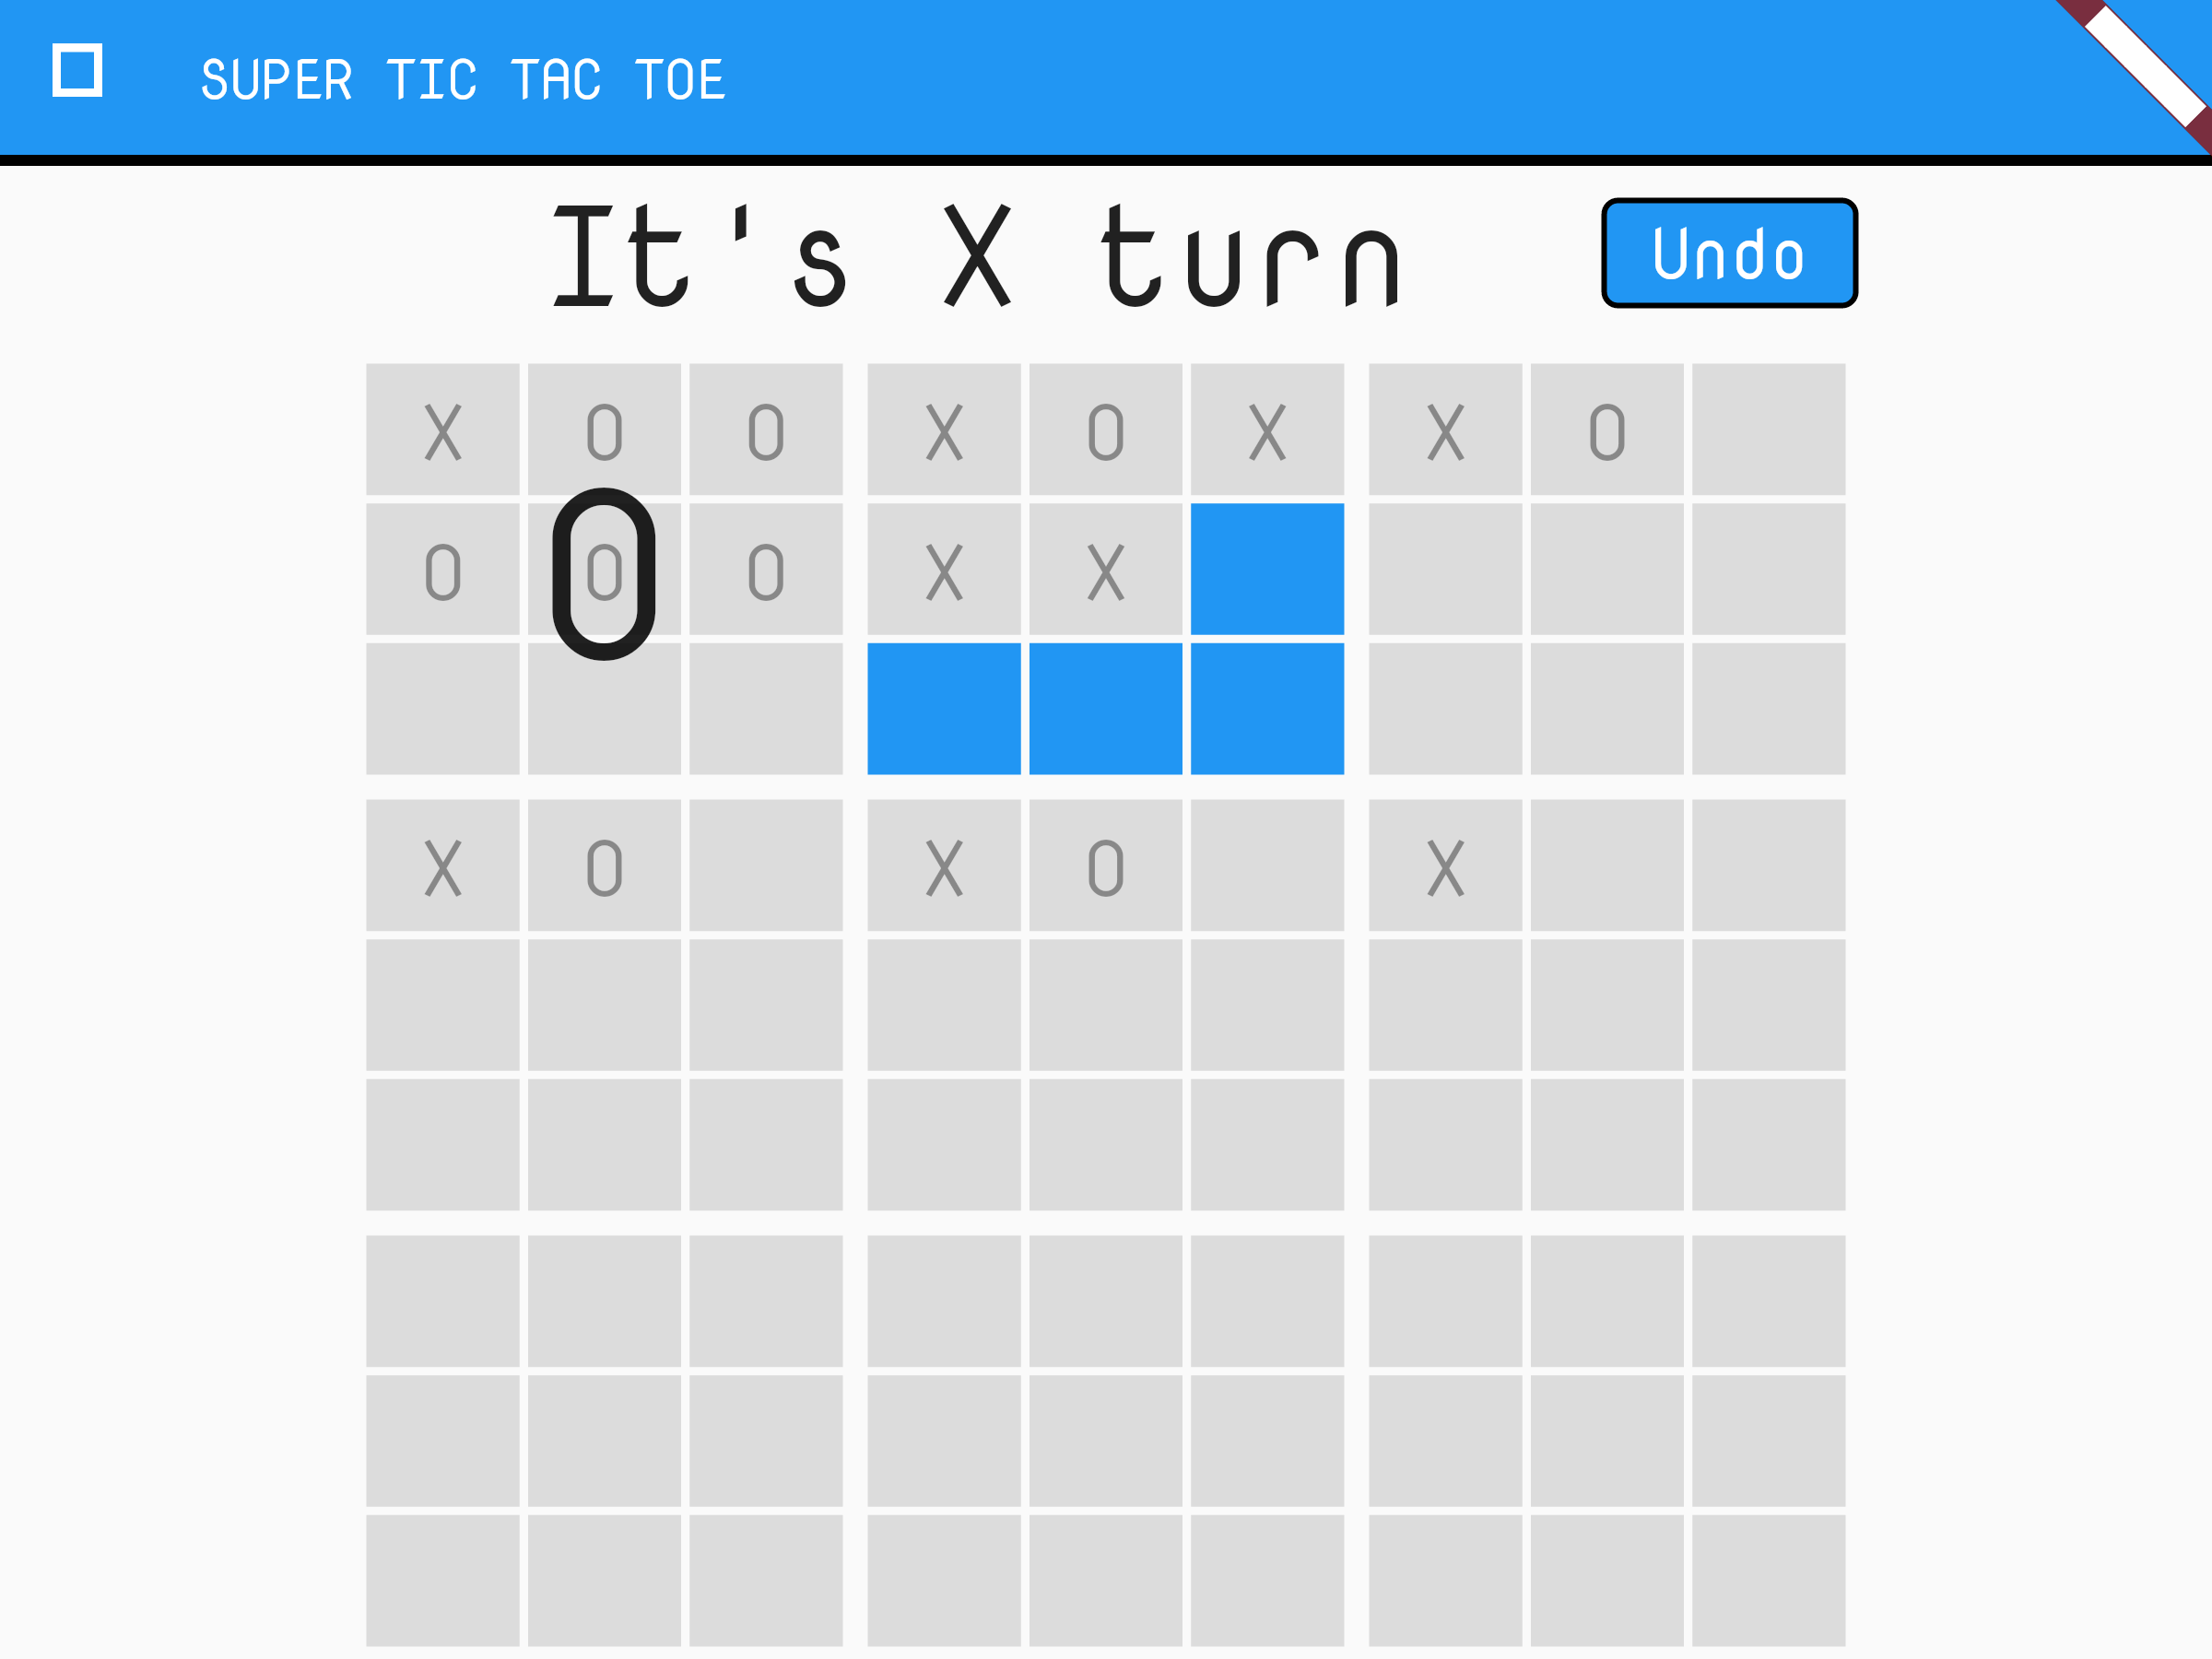 SUPER TIC TAC TOE
It's X turn
Undo
X O O X O X X O
O O O X X
O
X O X O X